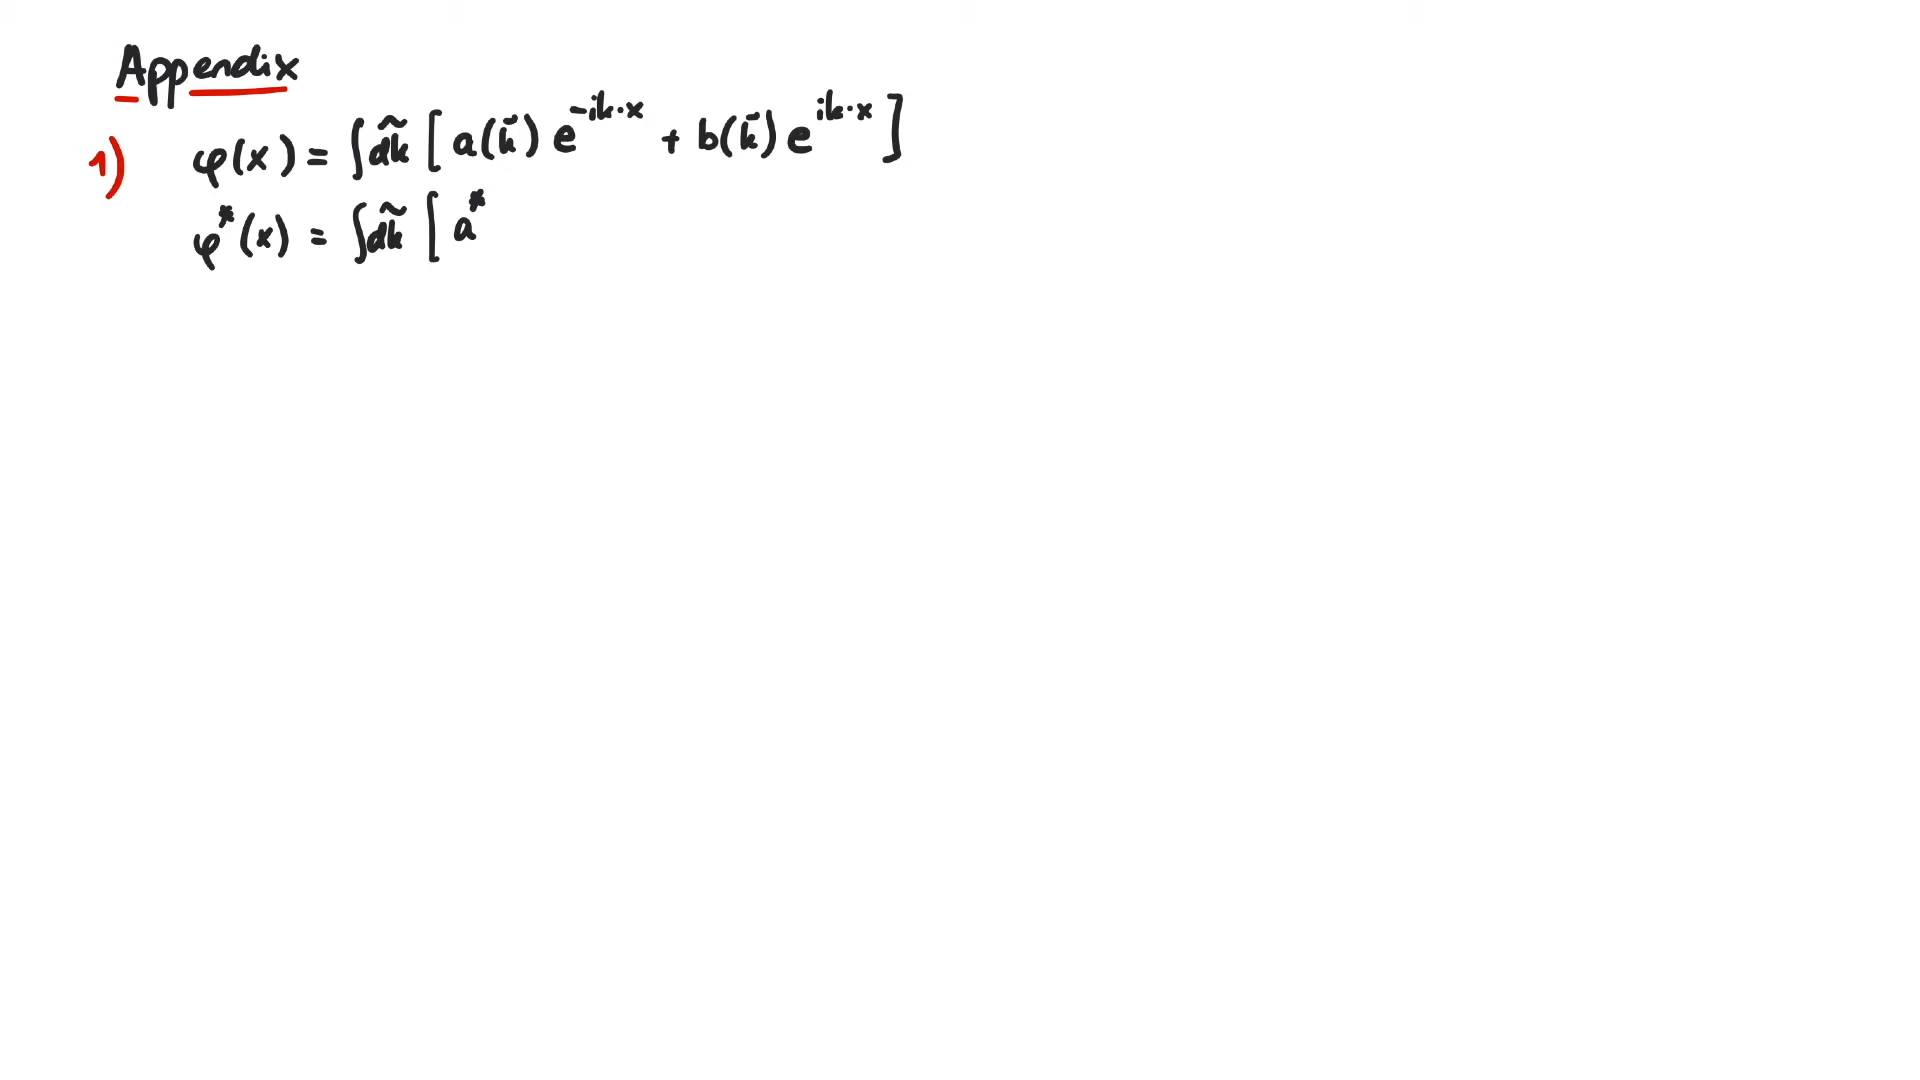 Appendix
1) φ(x) = ∫d̃k [ a(k̄) e^{-ik·x} + b(k̄) e^{ik·x} ]
φ*(x) = ∫d̃k [ a*